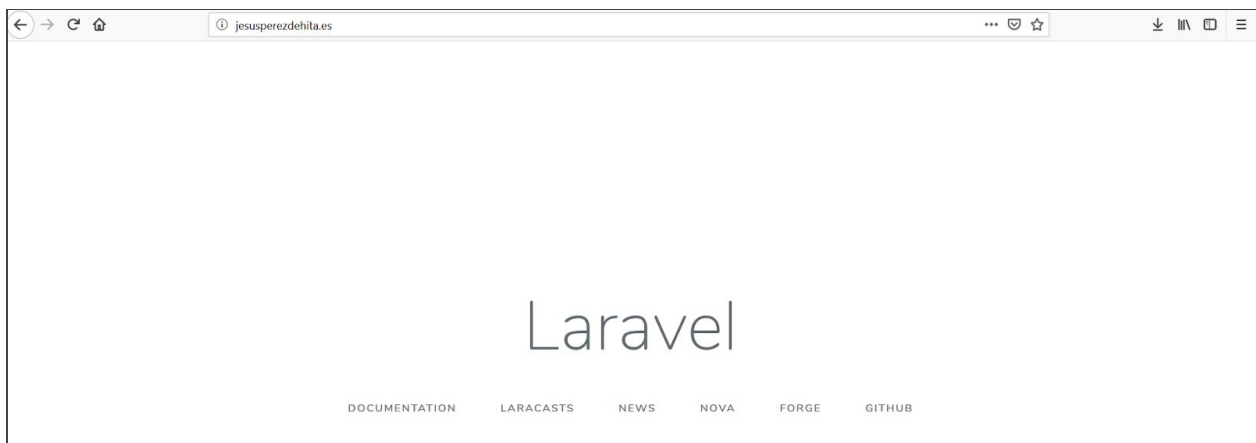 jesusperezdehita.es
Laravel
DOCUMENTATION LARACASTS NEWS NOVA FORGE GITHUB